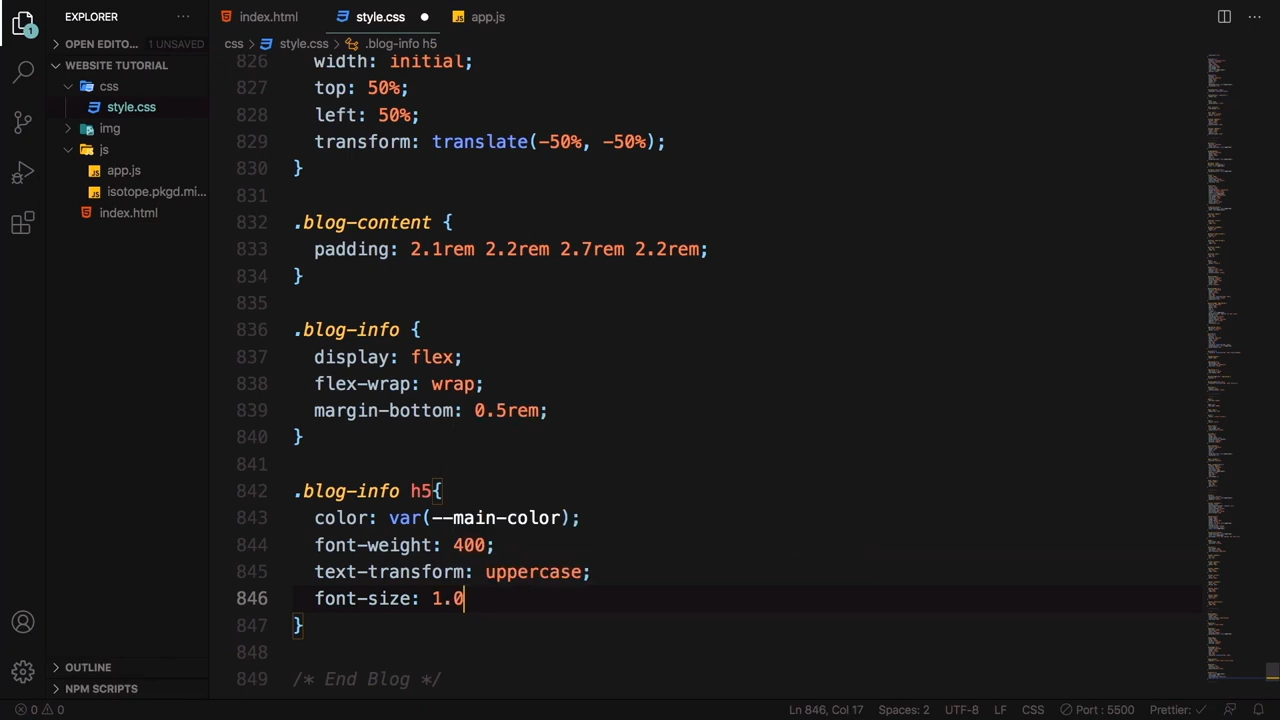 EXPLORER ···
index.html
style.css ●
app.js
···
1
OPEN EDITO... 1 UNSAVED
css > style.css > .blog-info h5
WEBSITE TUTORIAL
css
style.css
img
js
app.js
isotope.pkgd.mi...
index.html
826 width: initial;
827 top: 50%;
828 left: 50%;
829 transform: translate(-50%, -50%);
830 }
831
832 .blog-content {
833 padding: 2.1rem 2.2rem 2.7rem 2.2rem;
834 }
835
836 .blog-info {
837 display: flex;
838 flex-wrap: wrap;
839 margin-bottom: 0.5rem;
840 }
841
842 .blog-info h5{
843 color: var(--main-color);
844 font-weight: 400;
845 text-transform: uppercase;
846 font-size: 1.0
847 }
848
849 /* End Blog */
OUTLINE
NPM SCRIPTS
0 0 Ln 846, Col 17 Spaces: 2 UTF-8 LF CSS Port : 5500 Prettier: ✓